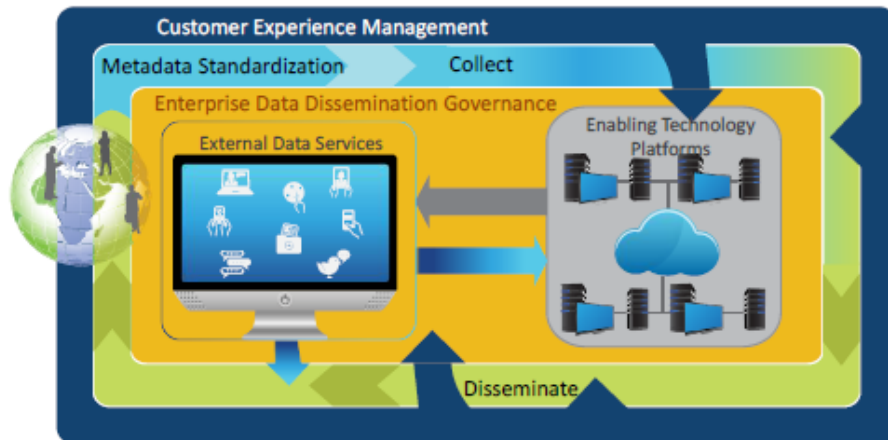 Customer Experience Management
Metadata Standardization
Collect
Enterprise Data Dissemination Governance
External Data Services
Enabling Technology
Platforms
Disseminate